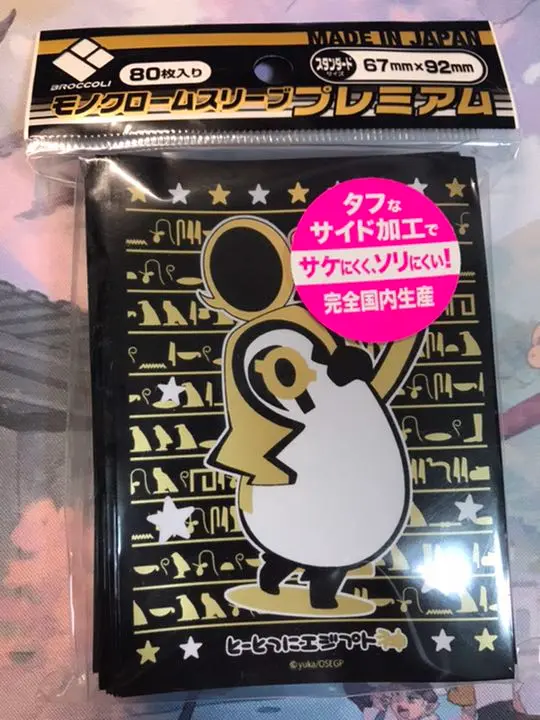 MADE IN JAPAN
BROCCOLI
80枚入り
スタンダード
サイズ
67mm×92mm
モノクロームスリーブプレミアム
タフな
サイド加工で
サケにくく、ソリにくい!
完全国内生産
とーとつにエジプト神
©yuka/OSEGP